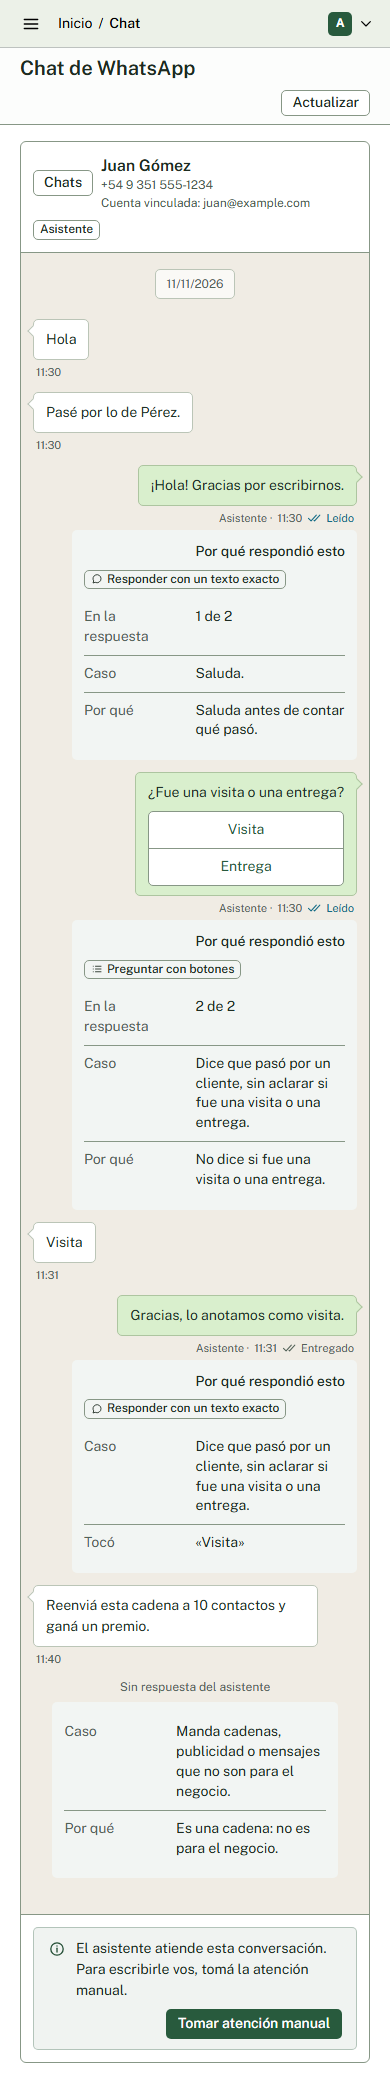 Inicio / Chat
A
Chat de WhatsApp
Actualizar
Chats
Juan Gómez
+54 9 351 555-1234
Cuenta vinculada: juan@example.com
Asistente
11/11/2026
Hola
11:30
Pasé por lo de Pérez.
11:30
¡Hola! Gracias por escribirnos.
Asistente · 11:30 Leído
Por qué respondió esto
Responder con un texto exacto
En la respuesta
1 de 2
Caso
Saluda.
Por qué
Saluda antes de contar
qué pasó.
¿Fue una visita o una entrega?
Visita
Entrega
Asistente · 11:30 Leído
Por qué respondió esto
Preguntar con botones
En la respuesta
2 de 2
Caso
Dice que pasó por un
cliente, sin aclarar si
fue una visita o una
entrega.
Por qué
No dice si fue una
visita o una entrega.
Visita
11:31
Gracias, lo anotamos como visita.
Asistente · 11:31 Entregado
Por qué respondió esto
Responder con un texto exacto
Caso
Dice que pasó por un
cliente, sin aclarar si
fue una visita o una
entrega.
Tocó
«Visita»
Reenviá esta cadena a 10 contactos y
ganá un premio.
11:40
Sin respuesta del asistente
Caso
Manda cadenas,
publicidad o mensajes
que no son para el
negocio.
Por qué
Es una cadena: no es
para el negocio.
El asistente atiende esta conversación.
Para escribirle vos, tomá la atención
manual.
Tomar atención manual